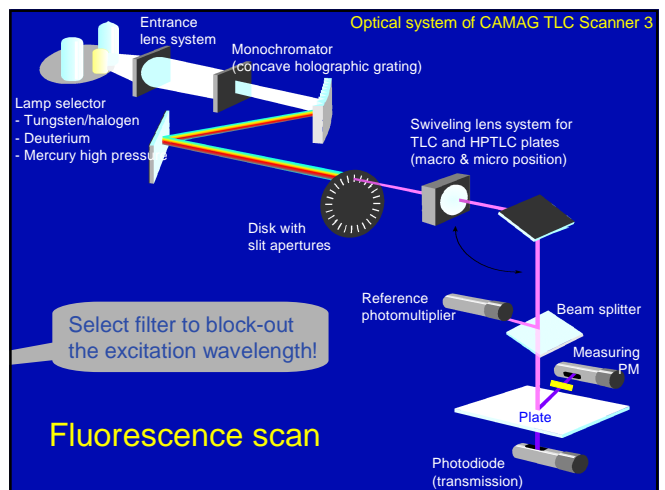 Optical system of CAMAG TLC Scanner 3
Entrance
lens system
Monochromator
(concave holographic grating)
Lamp selector
- Tungsten/halogen
- Deuterium
- Mercury high pressure
Swiveling lens system for
TLC and HPTLC plates
(macro & micro position)
Disk with
slit apertures
Reference
photomultiplier
Beam splitter
Select filter to block-out
the excitation wavelength!
Measuring
PM
Plate
Fluorescence scan
Photodiode
(transmission)